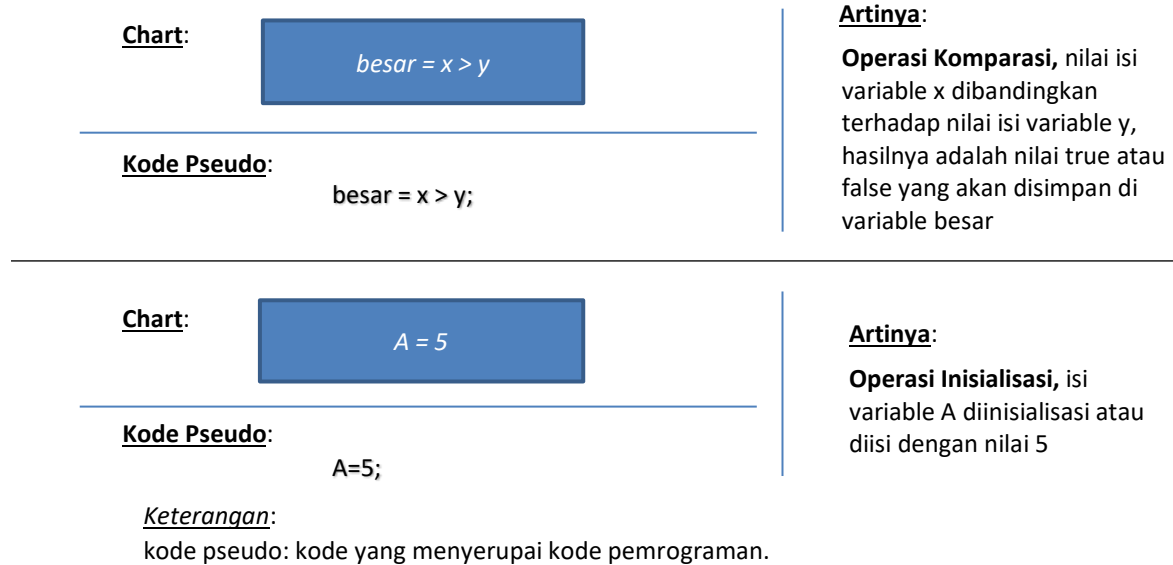 Chart:
besar = x > y
Kode Pseudo:
besar = x > y;
Artinya:
Operasi Komparasi, nilai isi
variable x dibandingkan
terhadap nilai isi variable y,
hasilnya adalah nilai true atau
false yang akan disimpan di
variable besar
Chart:
A = 5
Kode Pseudo:
A=5;
Artinya:
Operasi Inisialisasi, isi
variable A diinisialisasi atau
diisi dengan nilai 5
Keterangan:
kode pseudo: kode yang menyerupai kode pemrograman.